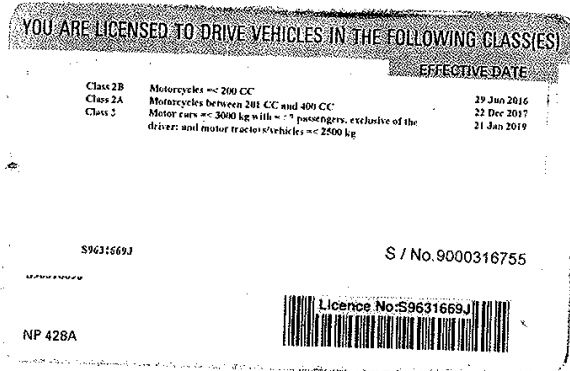 YOU ARE LICENSED TO DRIVE VEHICLES IN THE FOLLOWING CLASS(ES)
EFFECTIVE DATE
Class 2B Motorcycles =< 200 CC 29 Jun 2016
Class 2A Motorcycles between 201 CC and 400 CC 22 Dec 2017
Class 3 Motor cars =< 3000 kg with =< 7 passengers, exclusive of the 21 Jan 2019
driver; and motor tractors/vehicles =< 2500 kg
S9631669J
S / No.9000316755
Licence No:S9631669J
NP 428A